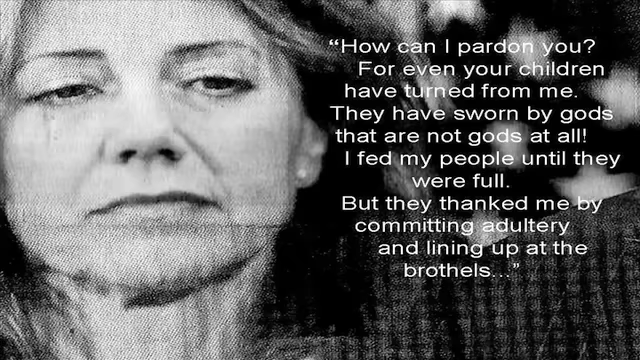 “How can I pardon you?
For even your children
have turned from me.
They have sworn by gods
that are not gods at all!
I fed my people until they
were full.
But they thanked me by
committing adultery
and lining up at the
brothels...”